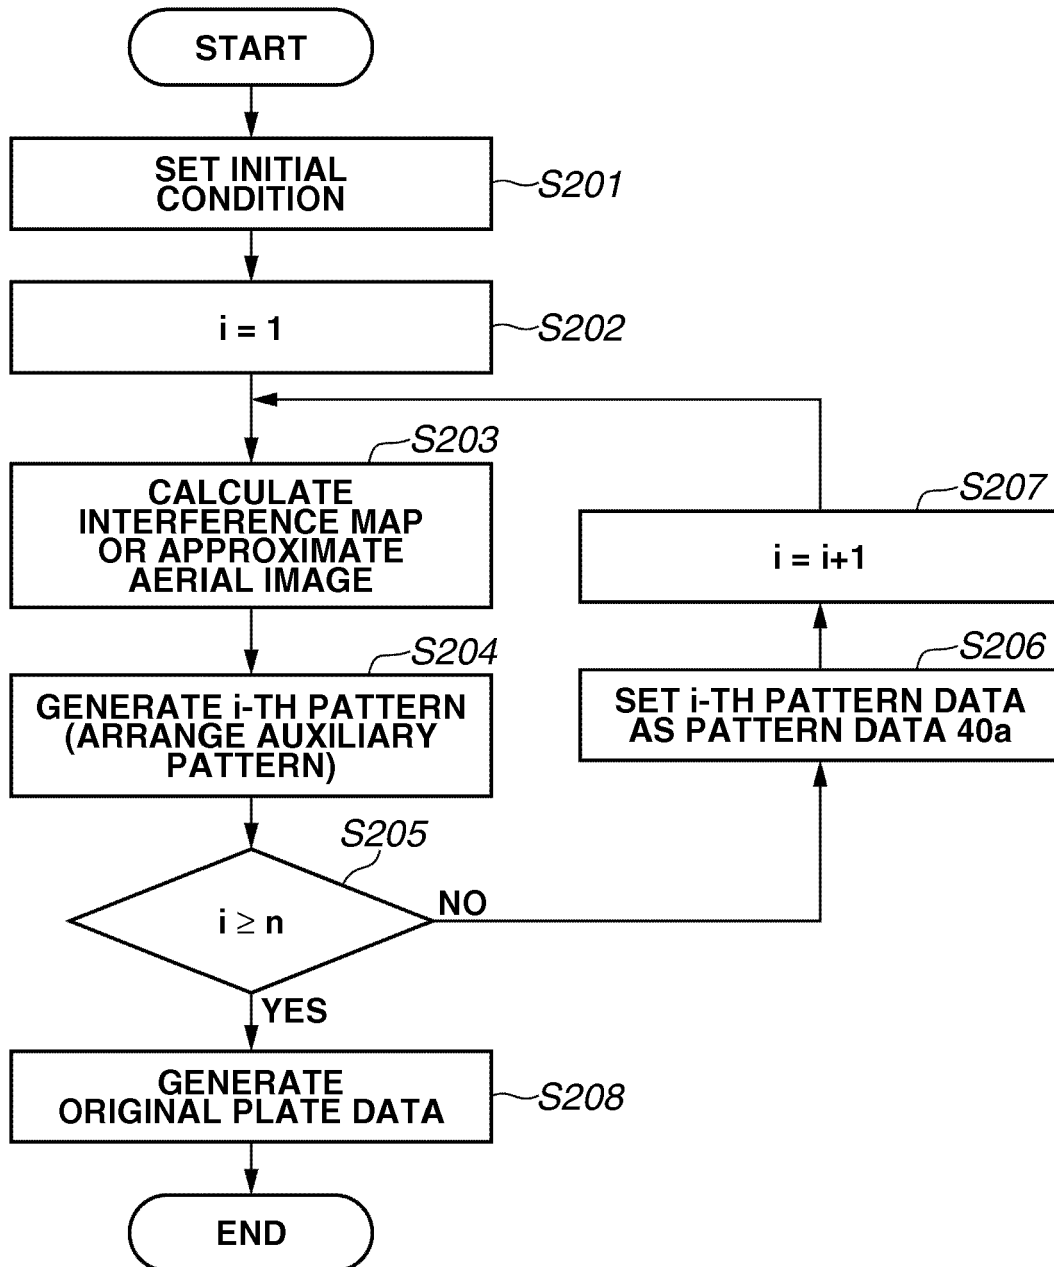 START
SET INITIAL
CONDITION
S201
i = 1
S202
S203
CALCULATE
INTERFERENCE MAP
OR APPROXIMATE
AERIAL IMAGE
S204
GENERATE i-TH PATTERN
(ARRANGE AUXILIARY
PATTERN)
S205
i ≥ n
NO
YES
S206
SET i-TH PATTERN DATA
AS PATTERN DATA 40a
S207
i = i+1
GENERATE
ORIGINAL PLATE DATA
S208
END